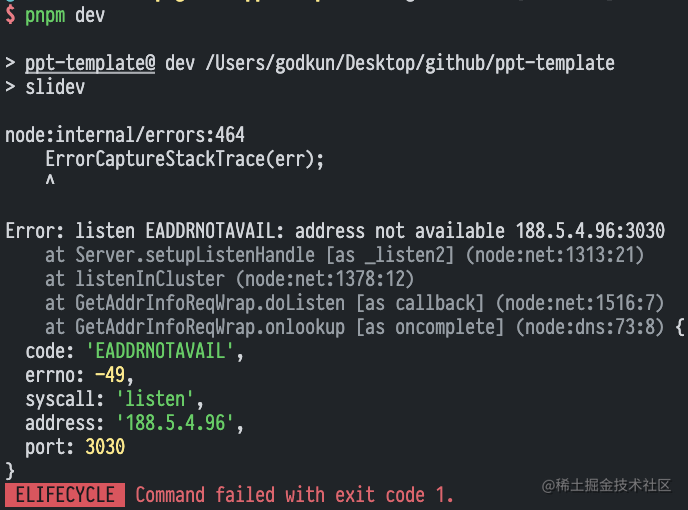 $ pnpm dev
> ppt-template@ dev /Users/godkun/Desktop/github/ppt-template
> slidev
node:internal/errors:464
    ErrorCaptureStackTrace(err);
    ^
Error: listen EADDRNOTAVAIL: address not available 188.5.4.96:3030
    at Server.setupListenHandle [as _listen2] (node:net:1313:21)
    at listenInCluster (node:net:1378:12)
    at GetAddrInfoReqWrap.doListen [as callback] (node:net:1516:7)
    at GetAddrInfoReqWrap.onlookup [as oncomplete] (node:dns:73:8) {
  code: 'EADDRNOTAVAIL',
  errno: -49,
  syscall: 'listen',
  address: '188.5.4.96',
  port: 3030
}
ELIFECYCLE Command failed with exit code 1.
@稀土掘金技术社区